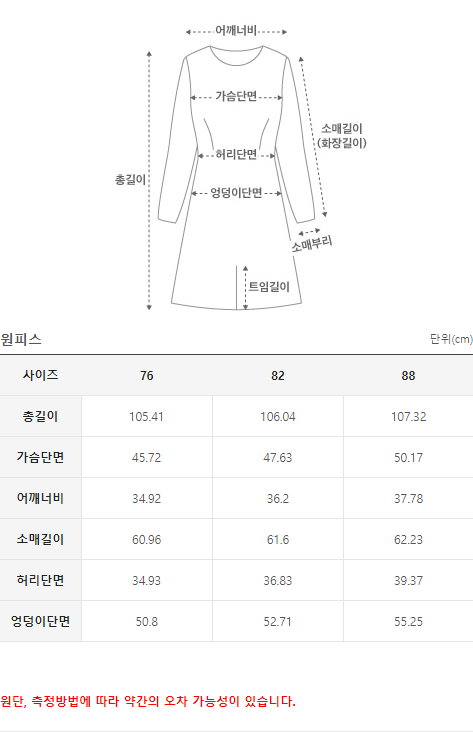 어깨너비
가슴단면
소매길이
(화장길이)
허리단면
총길이
엉덩이단면
소매부리
트임길이
원피스 단위(cm)
사이즈 76 82 88
총길이 105.41 106.04 107.32
가슴단면 45.72 47.63 50.17
어깨너비 34.92 36.2 37.78
소매길이 60.96 61.6 62.23
허리단면 34.93 36.83 39.37
엉덩이단면 50.8 52.71 55.25
원단, 측정방법에 따라 약간의 오차 가능성이 있습니다.